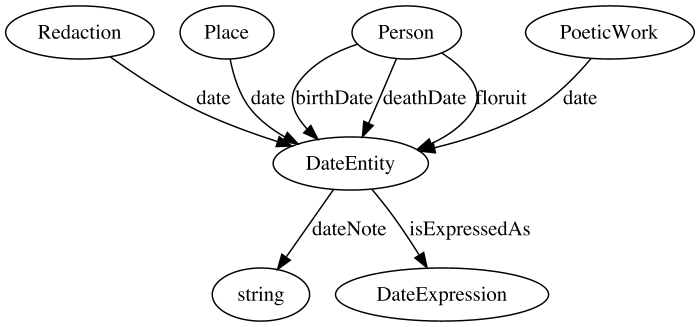 Redaction
Place
Person
PoeticWork
date
date
birthDate
deathDate
floruit
date
DateEntity
dateNote
isExpressedAs
string
DateExpression